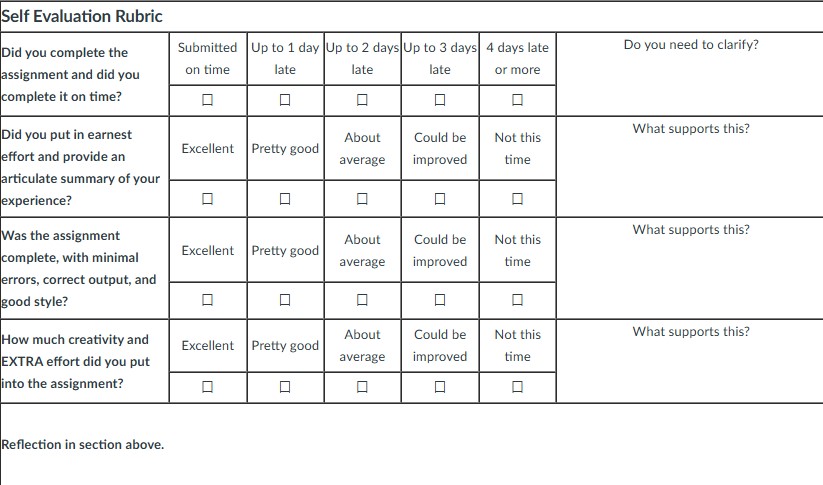 Self Evaluation Rubric
Did you complete the
assignment and did you
complete it on time?
Submitted
on time
Up to 1 day
late
Up to 2 days
late
Up to 3 days
late
4 days late
or more
Do you need to clarify?
☐ ☐ ☐ ☐ ☐
Did you put in earnest
effort and provide an
articulate summary of your
experience?
Excellent
Pretty good
About
average
Could be
improved
Not this
time
What supports this?
☐ ☐ ☐ ☐ ☐
Was the assignment
complete, with minimal
errors, correct output, and
good style?
Excellent
Pretty good
About
average
Could be
improved
Not this
time
What supports this?
☐ ☐ ☐ ☐ ☐
How much creativity and
EXTRA effort did you put
into the assignment?
Excellent
Pretty good
About
average
Could be
improved
Not this
time
What supports this?
☐ ☐ ☐ ☐ ☐
Reflection in section above.